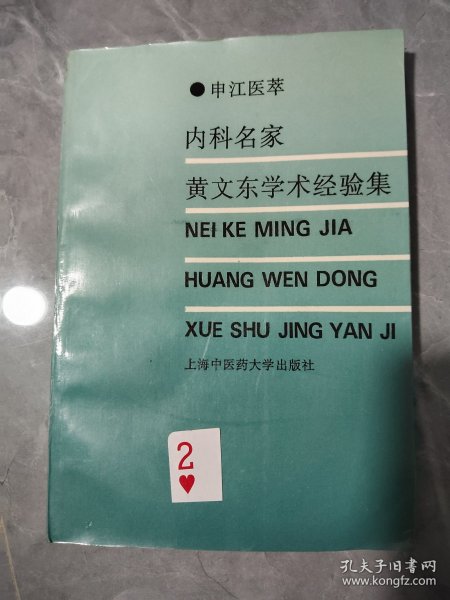 ●申江医萃
内科名家
黄文东学术经验集
NEI KE MING JIA
HUANG WEN DONG
XUE SHU JING YAN JI
上海中医药大学出版社
2
孔夫子旧书网
www.kongfz.com